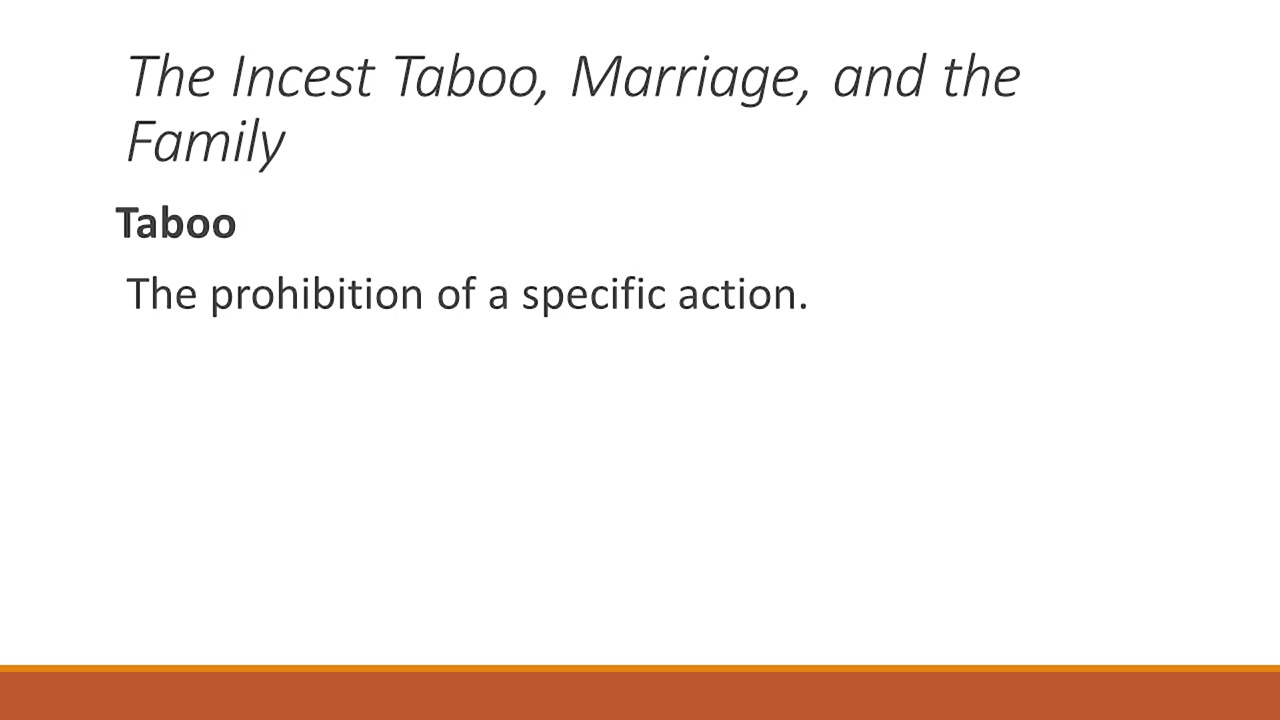 The Incest Taboo, Marriage, and the
Family
Taboo
The prohibition of a specific action.